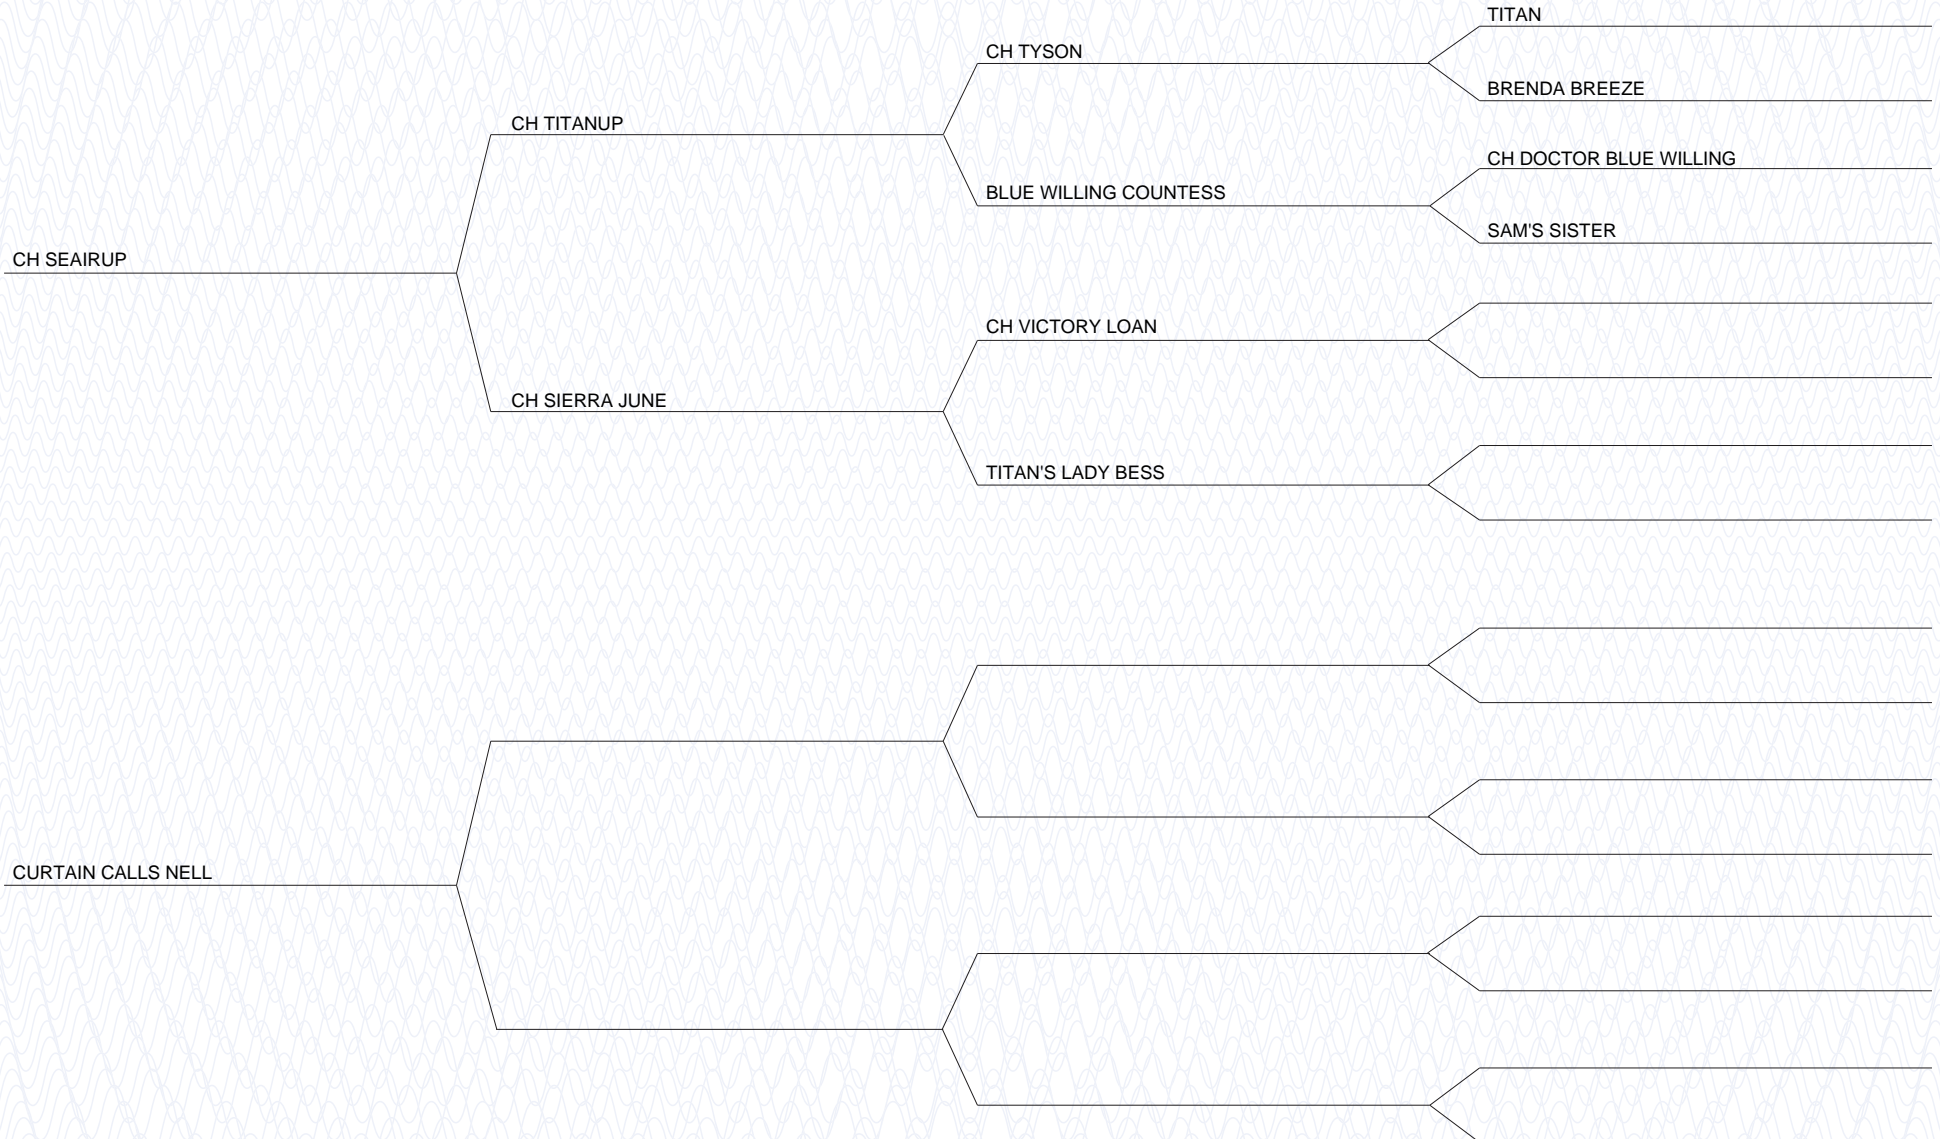 TITAN
CH TYSON
BRENDA BREEZE
CH TITANUP
CH DOCTOR BLUE WILLING
BLUE WILLING COUNTESS
SAM'S SISTER
CH SEAIRUP
CH VICTORY LOAN
CH SIERRA JUNE
TITAN'S LADY BESS
CURTAIN CALLS NELL